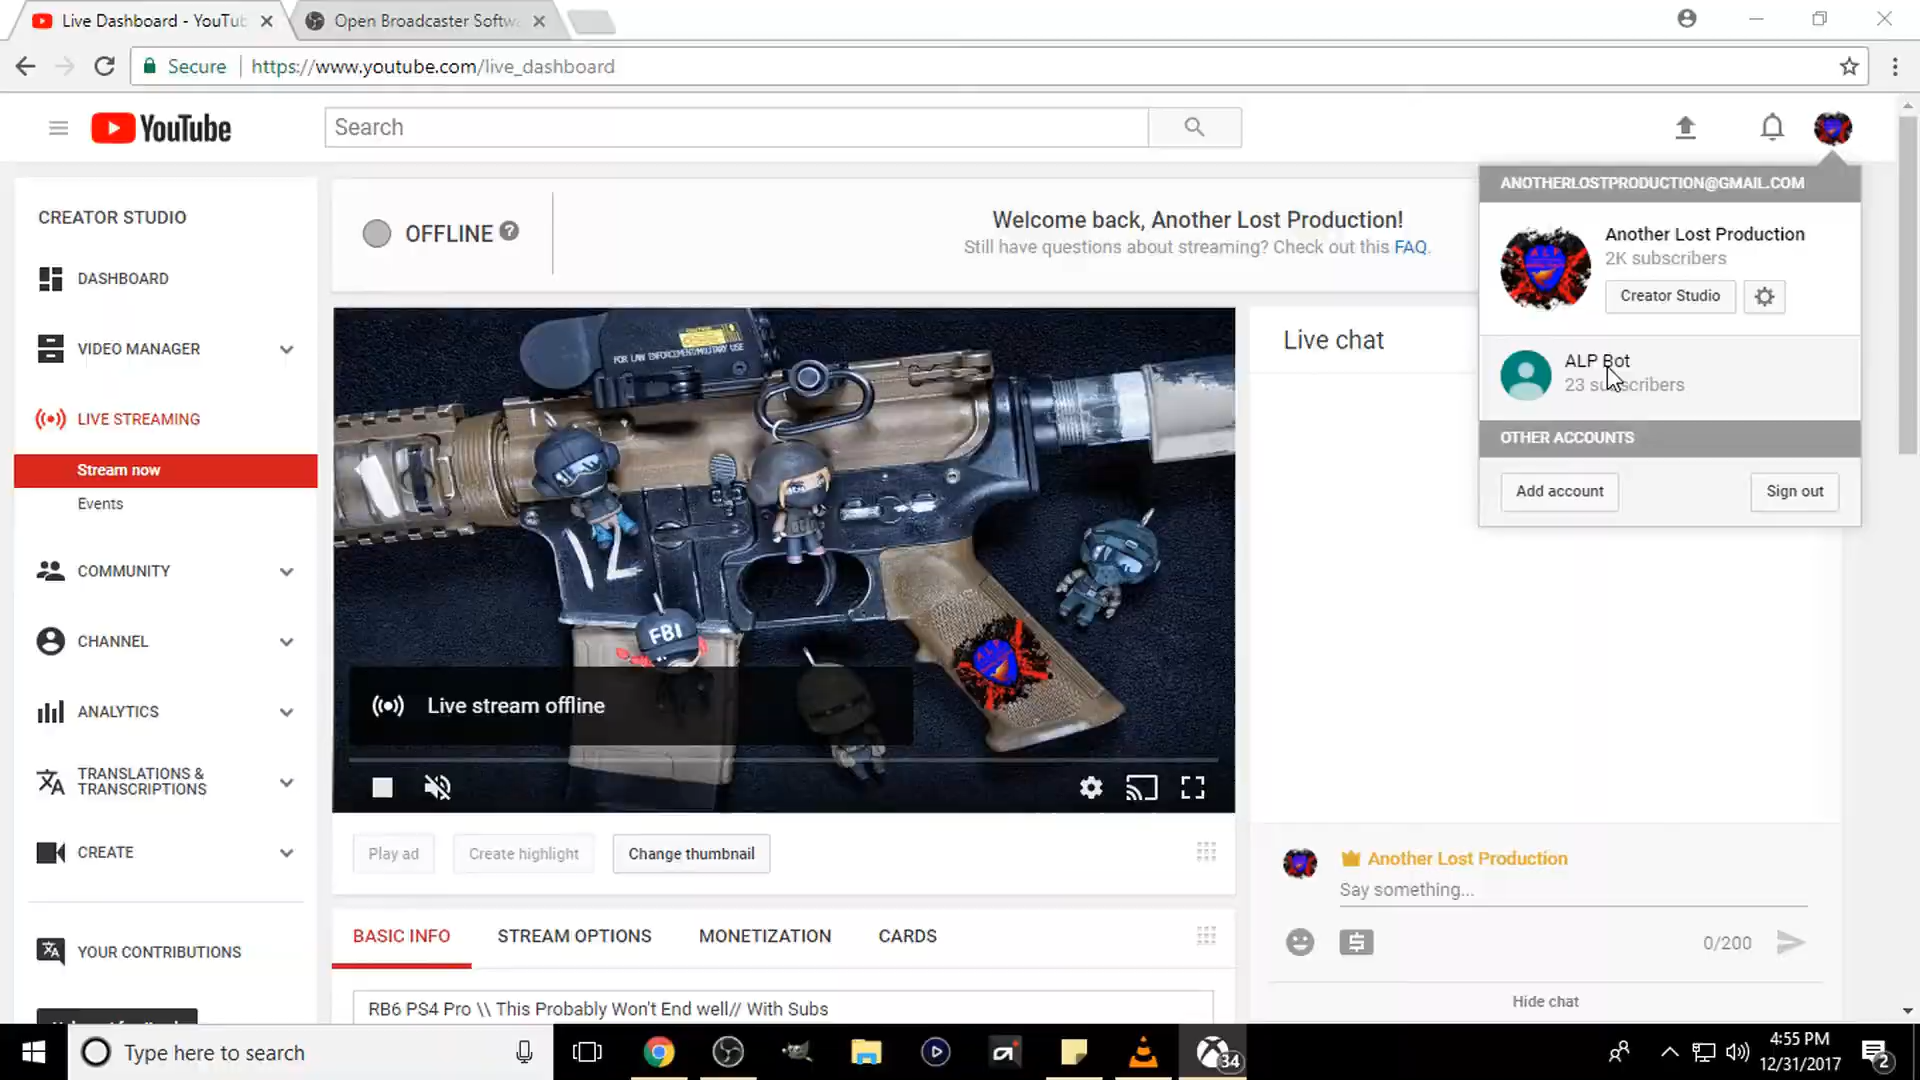 Live Dashboard - YouTub
Open Broadcaster Softw
Secure
https://www.youtube.com/live_dashboard
YouTube
Search
ANOTHERLOSTPRODUCTION@GMAIL.COM
Another Lost Production
2K subscribers
Creator Studio
ALP Bot
23 subscribers
OTHER ACCOUNTS
Add account
Sign out
CREATOR STUDIO
DASHBOARD
VIDEO MANAGER
LIVE STREAMING
Stream now
Events
COMMUNITY
CHANNEL
ANALYTICS
TRANSLATIONS &
TRANSCRIPTIONS
CREATE
YOUR CONTRIBUTIONS
OFFLINE ?
Welcome back, Another Lost Production!
Still have questions about streaming? Check out this FAQ.
FOR LAW ENFORCEMENT/MILITARY USE
12
FBI
ALP
Live stream offline
Play ad
Create highlight
Change thumbnail
BASIC INFO
STREAM OPTIONS
MONETIZATION
CARDS
RB6 PS4 Pro \\ This Probably Won't End well// With Subs
Live chat
Another Lost Production
Say something...
0/200
Hide chat
Type here to search
34
4:55 PM
12/31/2017
2